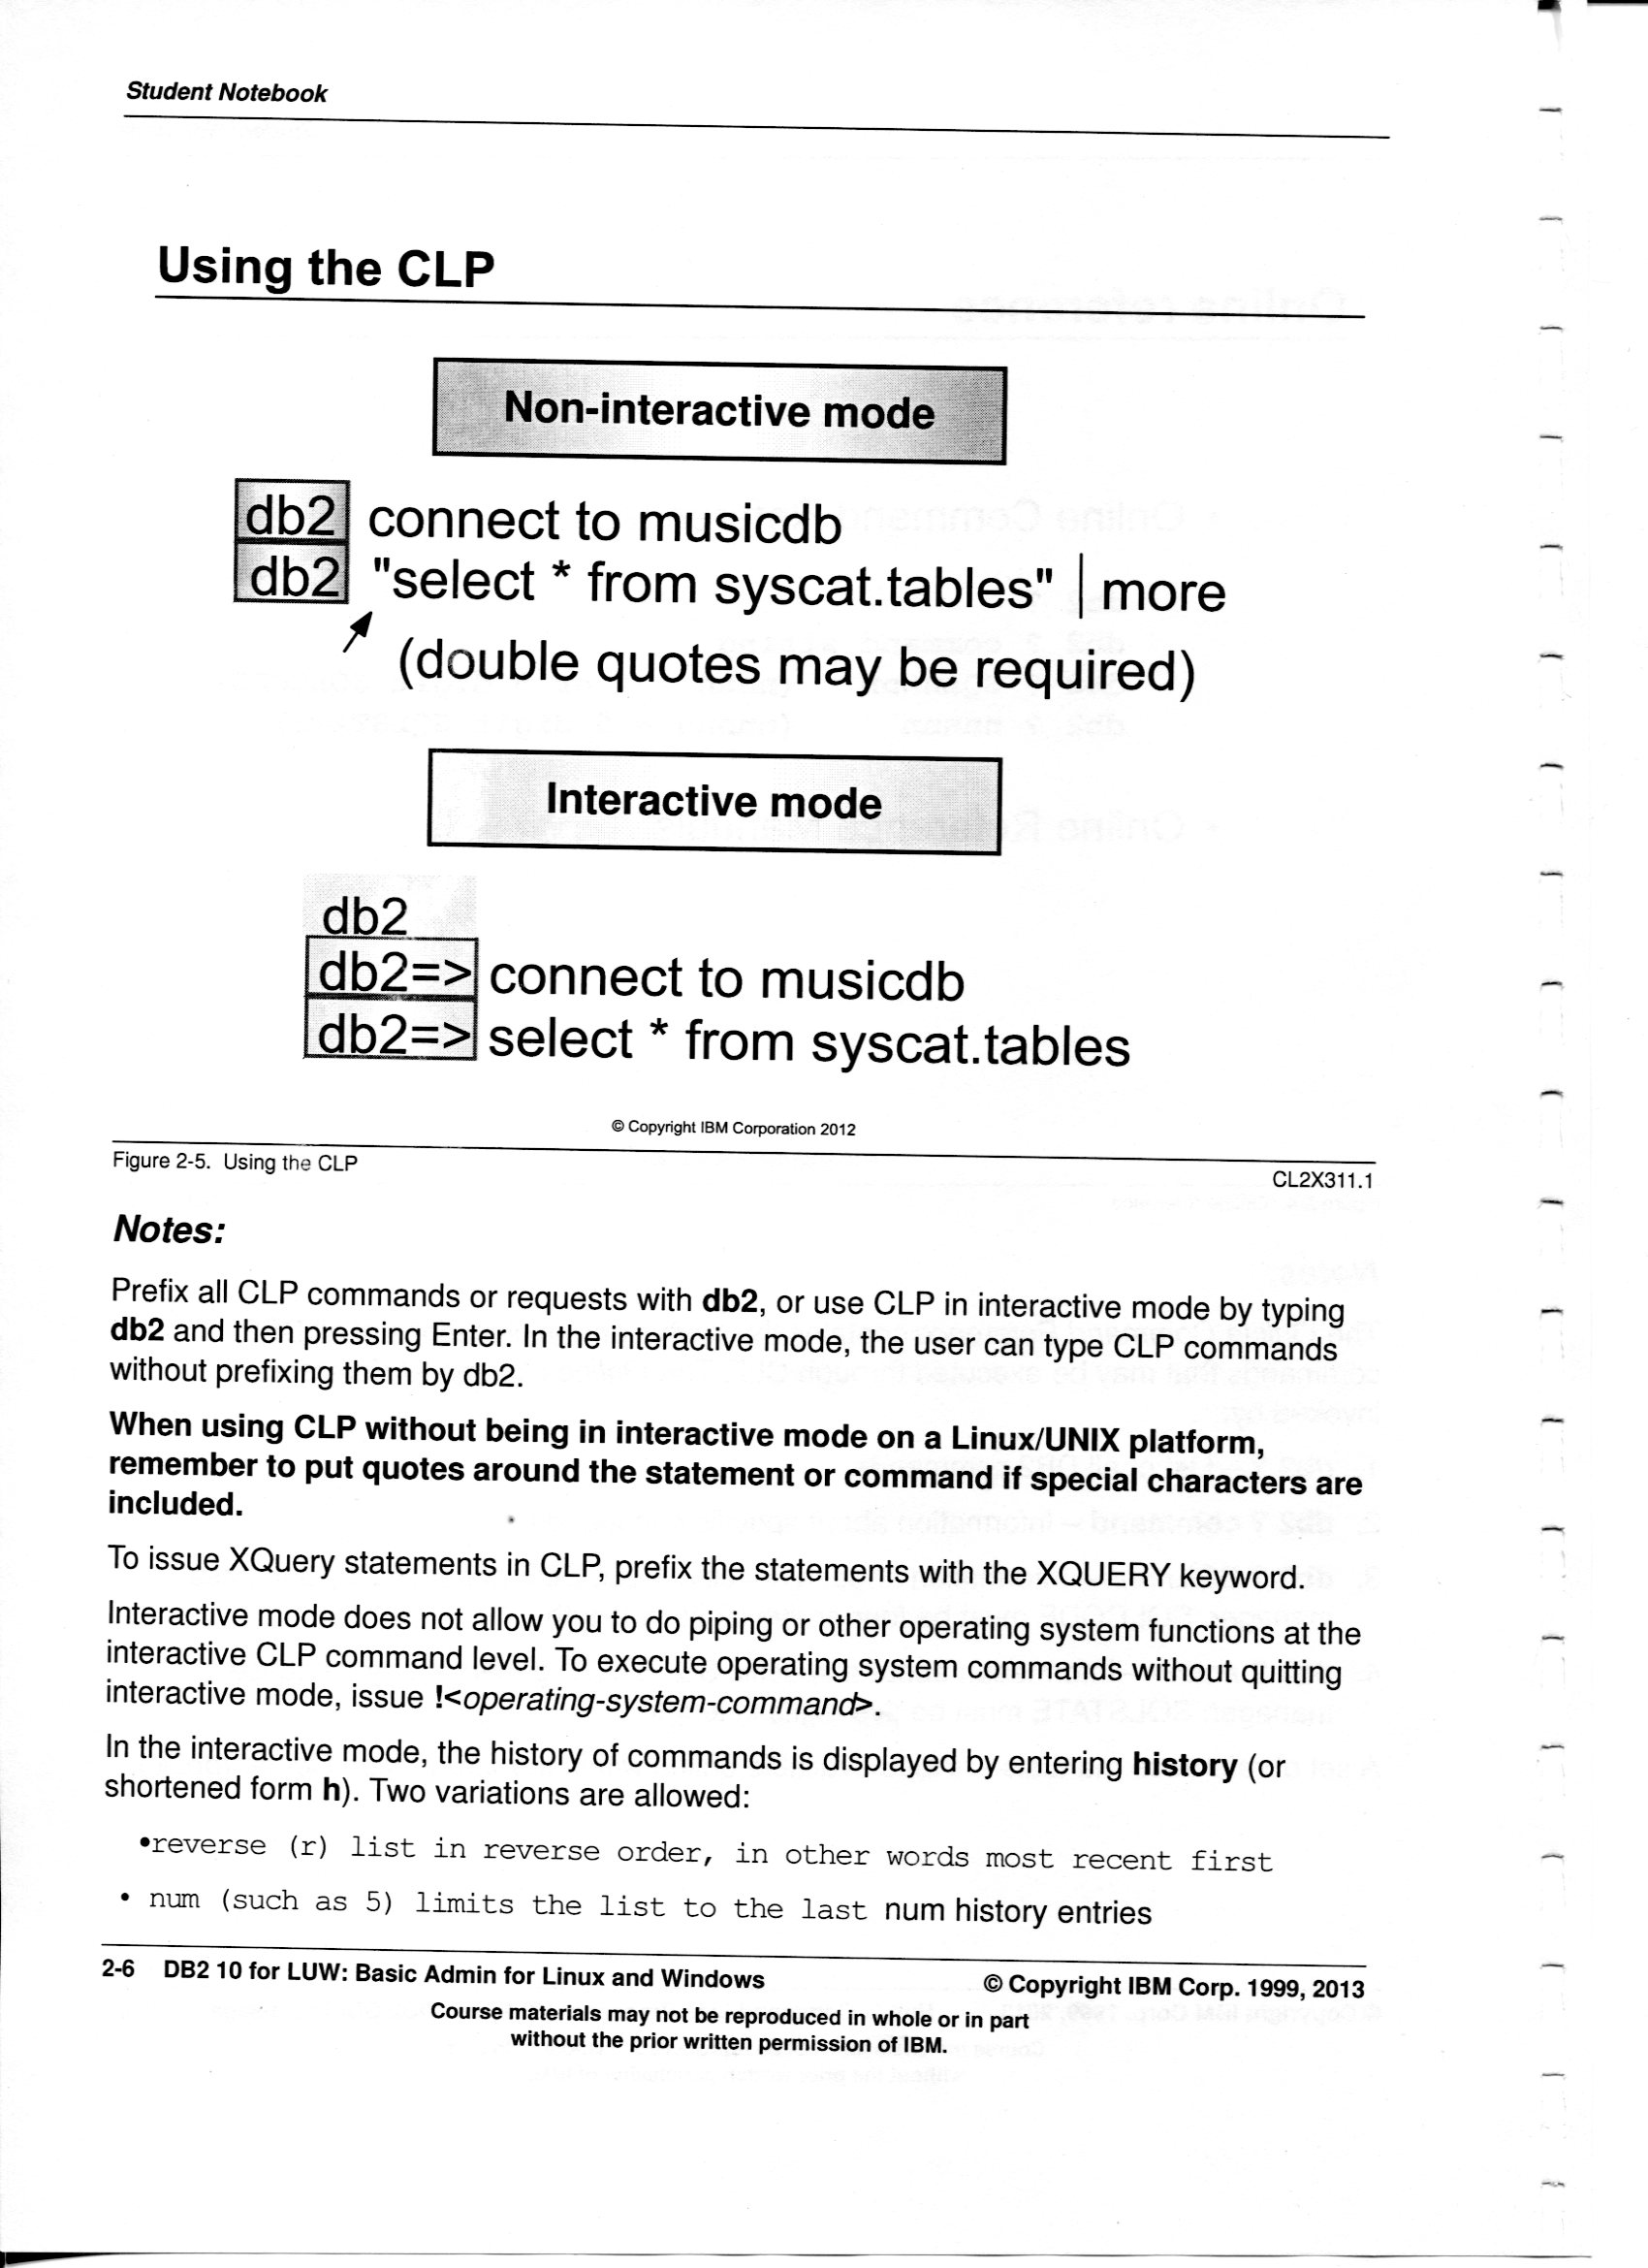 Student Notebook
Using the CLP
Non-interactive mode
db2 connect to musicdb
db2 "select * from syscat.tables" | more
(double quotes may be required)
Interactive mode
db2
db2=> connect to musicdb
db2=> select * from syscat.tables
© Copyright IBM Corporation 2012
Figure 2-5. Using the CLP
CL2X311.1
Notes:
Prefix all CLP commands or requests with db2, or use CLP in interactive mode by typing
db2 and then pressing Enter. In the interactive mode, the user can type CLP commands
without prefixing them by db2.
When using CLP without being in interactive mode on a Linux/UNIX platform,
remember to put quotes around the statement or command if special characters are
included.
To issue XQuery statements in CLP, prefix the statements with the XQUERY keyword.
Interactive mode does not allow you to do piping or other operating system functions at the
interactive CLP command level. To execute operating system commands without quitting
interactive mode, issue !<operating-system-command>.
In the interactive mode, the history of commands is displayed by entering history (or
shortened form h). Two variations are allowed:
•reverse (r) list in reverse order, in other words most recent first
• num (such as 5) limits the list to the last num history entries
2-6 DB2 10 for LUW: Basic Admin for Linux and Windows
© Copyright IBM Corp. 1999, 2013
Course materials may not be reproduced in whole or in part
without the prior written permission of IBM.